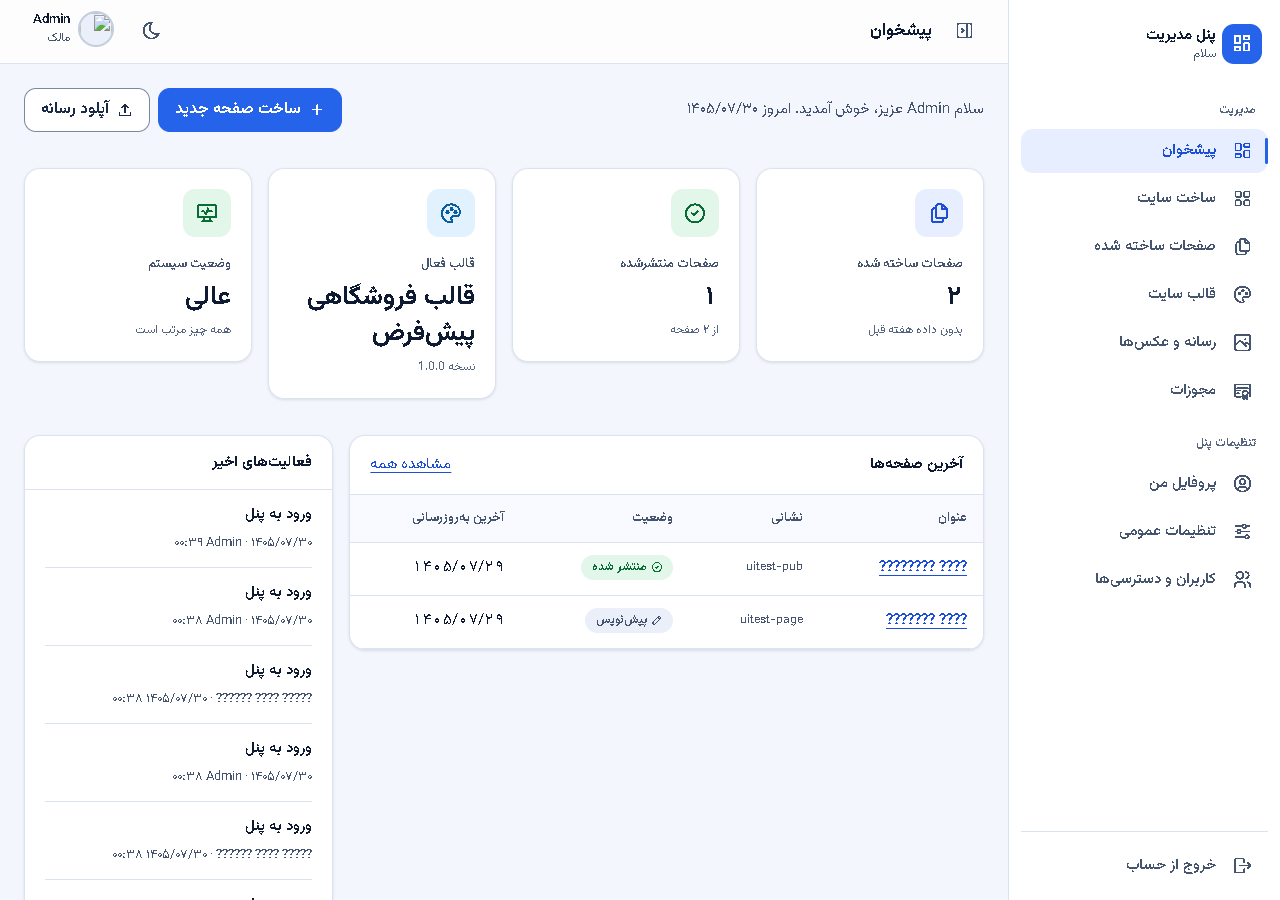 پنل مدیریت
سلام
مدیریت
پیشخوان
ساخت سایت
صفحات ساخته شده
قالب سایت
رسانه و عکس‌ها
مجوزات
تنظیمات پنل
پروفایل من
تنظیمات عمومی
کاربران و دسترسی‌ها
خروج از حساب
پیشخوان
Admin
مالک
سلام Admin عزیز، خوش آمدید. امروز ۱۴۰۵/۰۷/۳۰
ساخت صفحه جدید
آپلود رسانه
صفحات ساخته شده
۲
بدون داده هفته قبل
صفحات منتشرشده
۱
از ۲ صفحه
قالب فعال
قالب فروشگاهی
پیش‌فرض
نسخه 1.0.0
وضعیت سیستم
عالی
همه چیز مرتب است
آخرین صفحه‌ها
مشاهده همه
عنوان نشانی وضعیت آخرین به‌روزرسانی
???? ???????? uitest-pub منتشر شده ۱۴۰۵/۰۷/۲۹
???? ??????? uitest-page پیش‌نویس ۱۴۰۵/۰۷/۲۹
فعالیت‌های اخیر
ورود به پنل
۰۰:۳۹ Admin · ۱۴۰۵/۰۷/۳۰
ورود به پنل
۰۰:۳۸ Admin · ۱۴۰۵/۰۷/۳۰
ورود به پنل
????? ???? ?????? · ۱۴۰۵/۰۷/۳۰ ۰۰:۳۸
ورود به پنل
۰۰:۳۸ Admin · ۱۴۰۵/۰۷/۳۰
ورود به پنل
????? ???? ?????? · ۱۴۰۵/۰۷/۳۰ ۰۰:۳۸